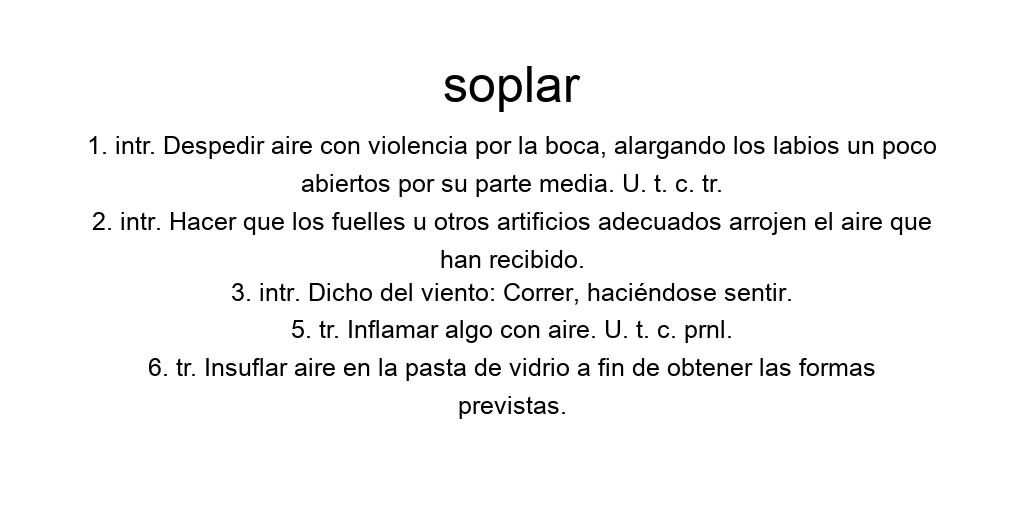 soplar
1. intr. Despedir aire con violencia por la boca, alargando los labios un poco
abiertos por su parte media. U. t. c. tr.
2. intr. Hacer que los fuelles u otros artificios adecuados arrojen el aire que
han recibido.
3. intr. Dicho del viento: Correr, haciéndose sentir.
5. tr. Inflamar algo con aire. U. t. c. prnl.
6. tr. Insuflar aire en la pasta de vidrio a fin de obtener las formas
previstas.